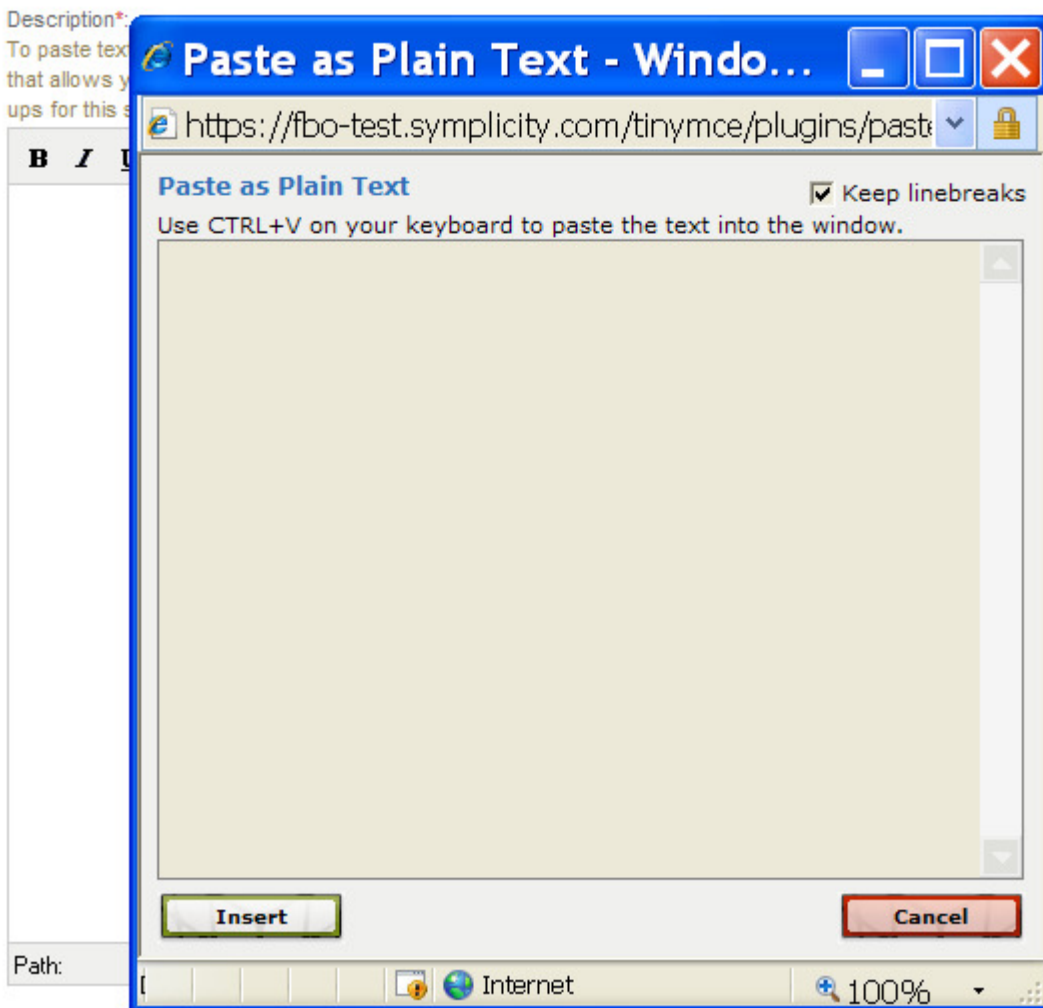 Description*:
To paste tex
that allows y
ups for this s
Paste as Plain Text - Windo...
https://fbo-test.symplicity.com/tinymce/plugins/paste
B I U
Paste as Plain Text
Keep linebreaks
Use CTRL+V on your keyboard to paste the text into the window.
Insert
Cancel
Path:
Internet
100%